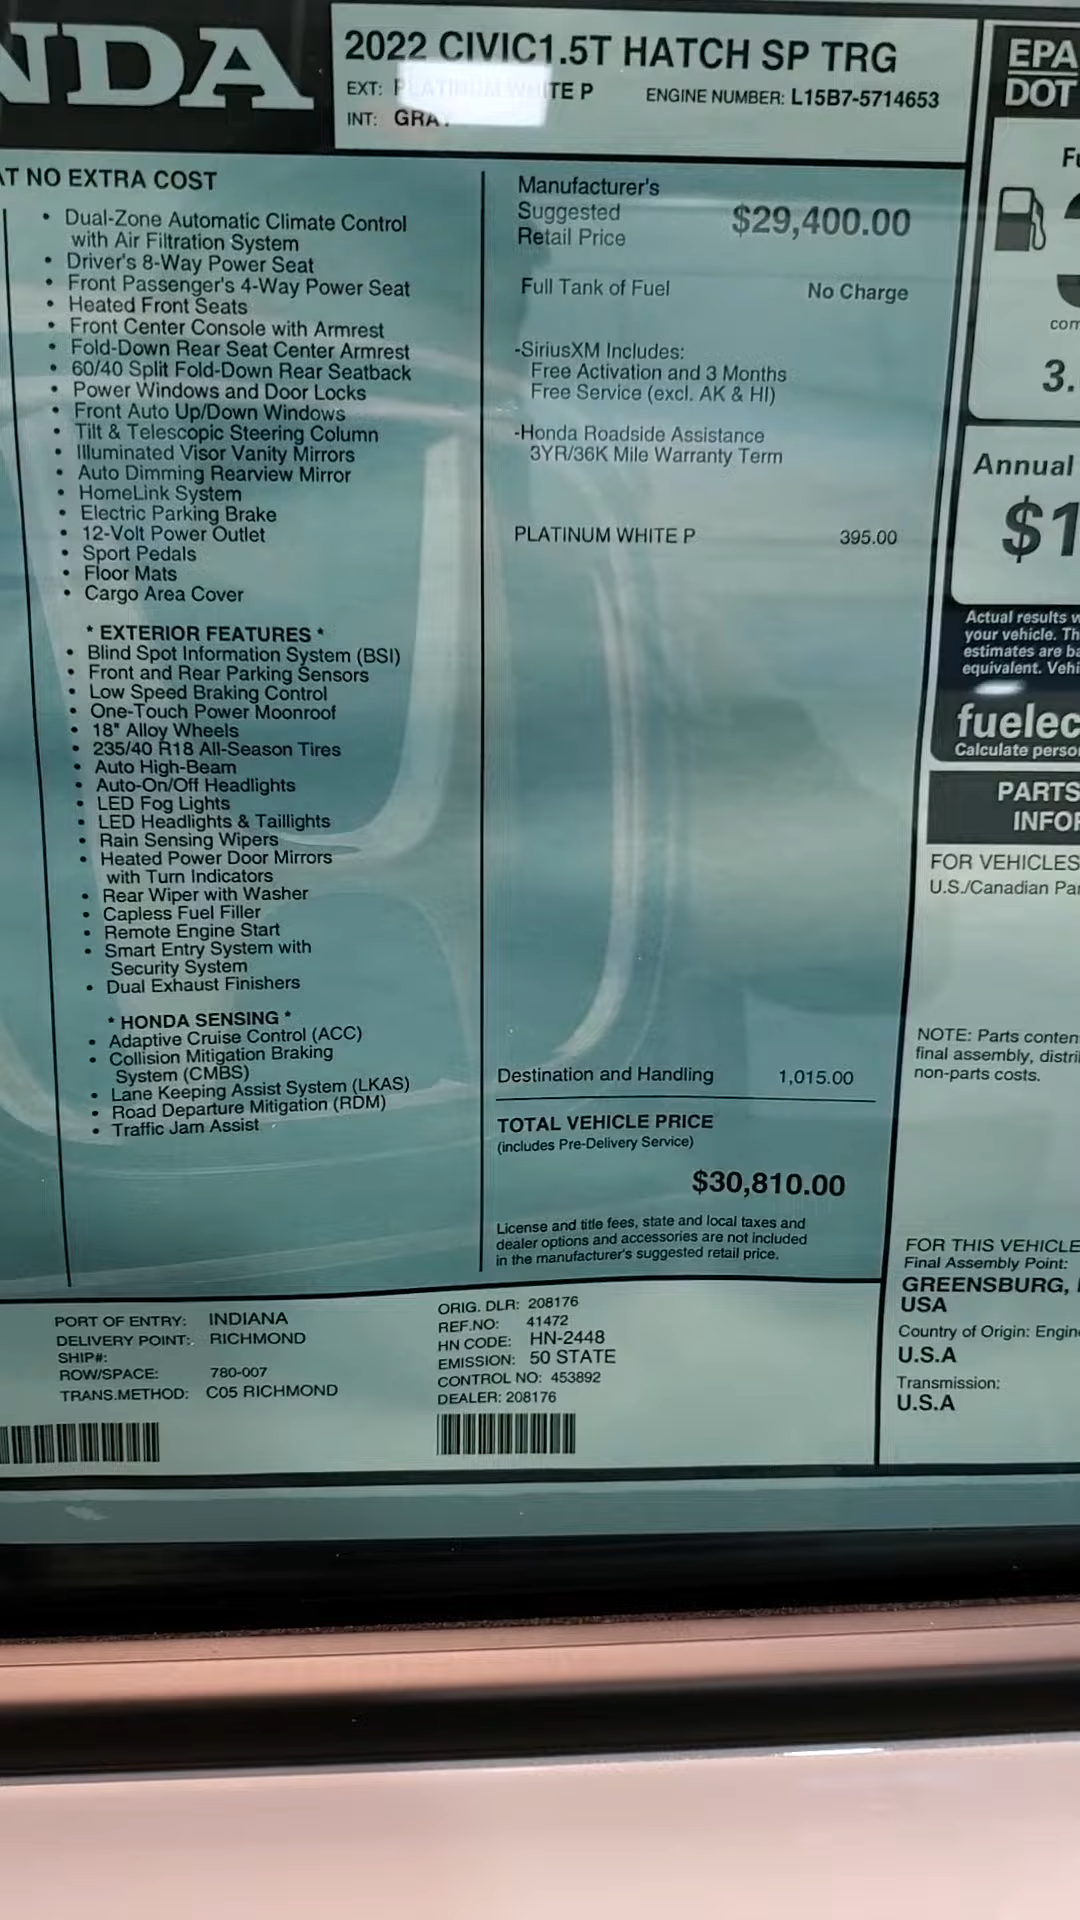 NDA
2022 CIVIC1.5T HATCH SP TRG
EXT: PLATINUM WHITE P
ENGINE NUMBER: L15B7-5714653
INT: GRAY
AT NO EXTRA COST
• Dual-Zone Automatic Climate Control
with Air Filtration System
• Driver's 8-Way Power Seat
• Front Passenger's 4-Way Power Seat
• Heated Front Seats
• Front Center Console with Armrest
• Fold-Down Rear Seat Center Armrest
• 60/40 Split Fold-Down Rear Seatback
• Power Windows and Door Locks
• Front Auto Up/Down Windows
• Tilt & Telescopic Steering Column
• Illuminated Visor Vanity Mirrors
• Auto Dimming Rearview Mirror
• HomeLink System
• Electric Parking Brake
• 12-Volt Power Outlet
• Sport Pedals
• Floor Mats
• Cargo Area Cover
* EXTERIOR FEATURES *
• Blind Spot Information System (BSI)
• Front and Rear Parking Sensors
• Low Speed Braking Control
• One-Touch Power Moonroof
• 18" Alloy Wheels
• 235/40 R18 All-Season Tires
• Auto High-Beam
• Auto-On/Off Headlights
• LED Fog Lights
• LED Headlights & Taillights
• Rain Sensing Wipers
• Heated Power Door Mirrors
with Turn Indicators
• Rear Wiper with Washer
• Capless Fuel Filler
• Remote Engine Start
• Smart Entry System with
Security System
• Dual Exhaust Finishers
* HONDA SENSING *
• Adaptive Cruise Control (ACC)
• Collision Mitigation Braking
System (CMBS)
• Lane Keeping Assist System (LKAS)
• Road Departure Mitigation (RDM)
• Traffic Jam Assist
Manufacturer's
Suggested
Retail Price
$29,400.00
Full Tank of Fuel No Charge
-SiriusXM Includes:
Free Activation and 3 Months
Free Service (excl. AK & HI)
-Honda Roadside Assistance
3YR/36K Mile Warranty Term
PLATINUM WHITE P 395.00
Destination and Handling 1,015.00
TOTAL VEHICLE PRICE
(includes Pre-Delivery Service)
$30,810.00
License and title fees, state and local taxes and
dealer options and accessories are not included
in the manufacturer's suggested retail price.
PORT OF ENTRY: INDIANA
DELIVERY POINT: RICHMOND
SHIP#:
ROW/SPACE: 780-007
TRANS.METHOD: C05 RICHMOND
ORIG. DLR: 208176
REF.NO: 41472
HN CODE: HN-2448
EMISSION: 50 STATE
CONTROL NO: 453892
DEALER: 208176
EPA
DOT
Fu
com
3.
Annual
$1
Actual results
your vehicle. Th
estimates are ba
equivalent. Vehi
fuelec
Calculate perso
PARTS
INFO
FOR VEHICLES
U.S./Canadian Pa
NOTE: Parts conten
final assembly, distri
non-parts costs.
FOR THIS VEHICLE
Final Assembly Point:
GREENSBURG,
USA
Country of Origin: Engin
U.S.A
Transmission:
U.S.A